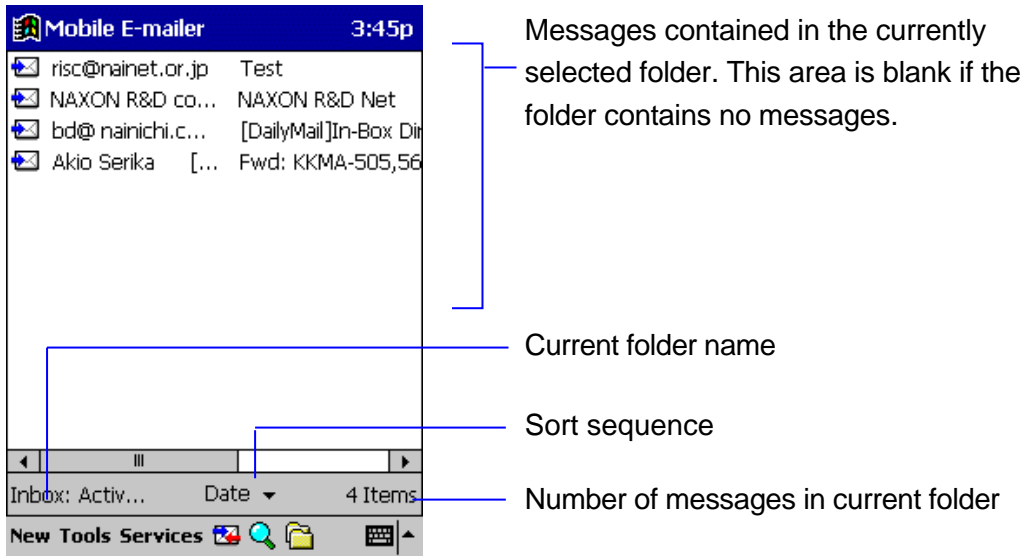 Mobile E-mailer 3:45p
risc@nainet.or.jp Test
NAXON R&D co... NAXON R&D Net
bd@ nainichi.c... [DailyMail]In-Box Dir
Akio Serika [... Fwd: KKMA-505,56
Inbox: Activ... Date 4 Items
New Tools Services
Messages contained in the currently
selected folder. This area is blank if the
folder contains no messages.
Current folder name
Sort sequence
Number of messages in current folder